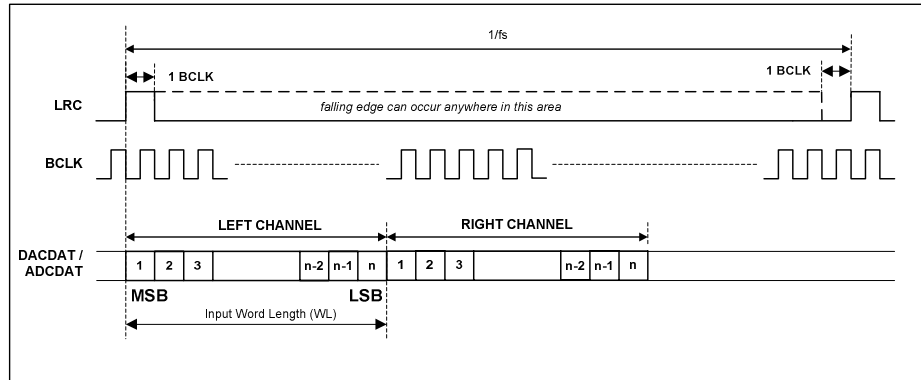 1/fs
1 BCLK
1 BCLK
LRC
falling edge can occur anywhere in this area
BCLK
LEFT CHANNEL
RIGHT CHANNEL
DACDAT /
ADCDAT
1 2 3 n-2 n-1 n 1 2 3 n-2 n-1 n
MSB
LSB
Input Word Length (WL)